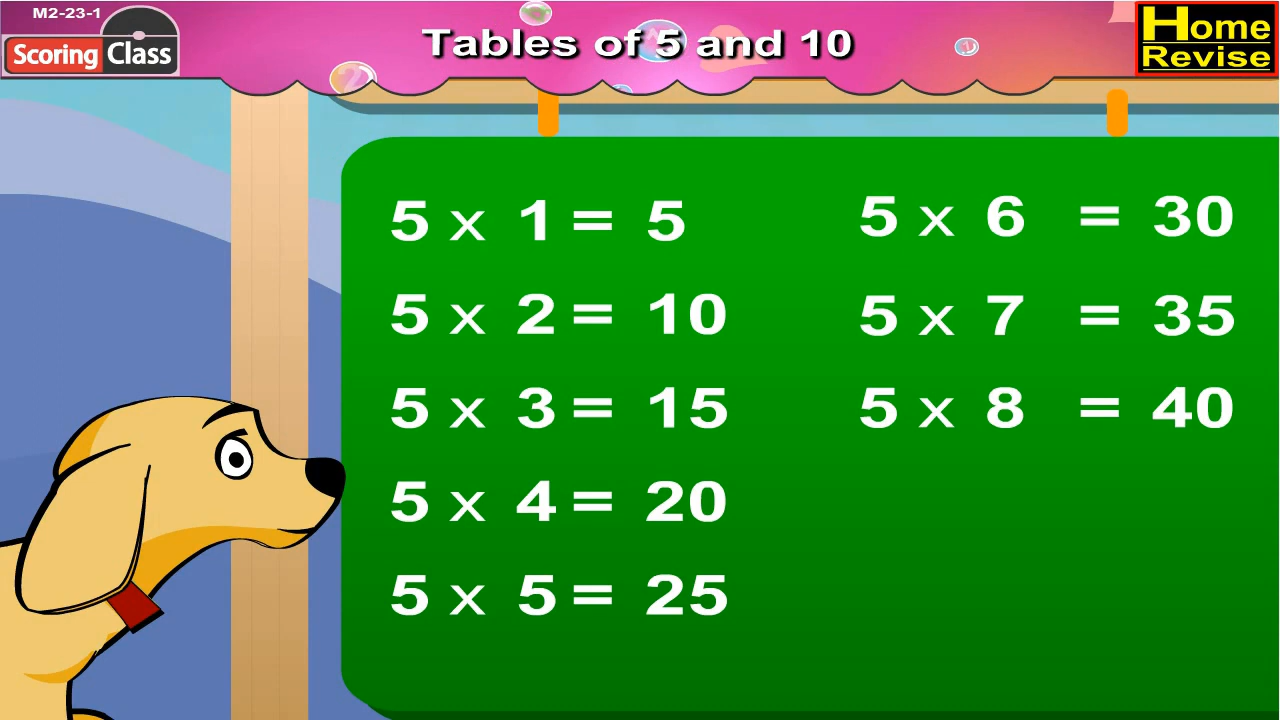 M2-23-1
Scoring Class
Tables of 5 and 10
Home
Revise
5 x 1 = 5
5 x 2 = 10
5 x 3 = 15
5 x 4 = 20
5 x 5 = 25
5 x 6 = 30
5 x 7 = 35
5 x 8 = 40